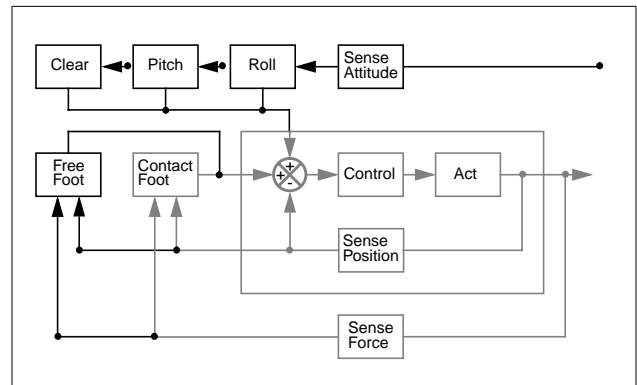 Clear
Pitch
Roll
Sense
Attitude
Free
Foot
Contact
Foot
+
+
-
Control
Act
Sense
Position
Sense
Force